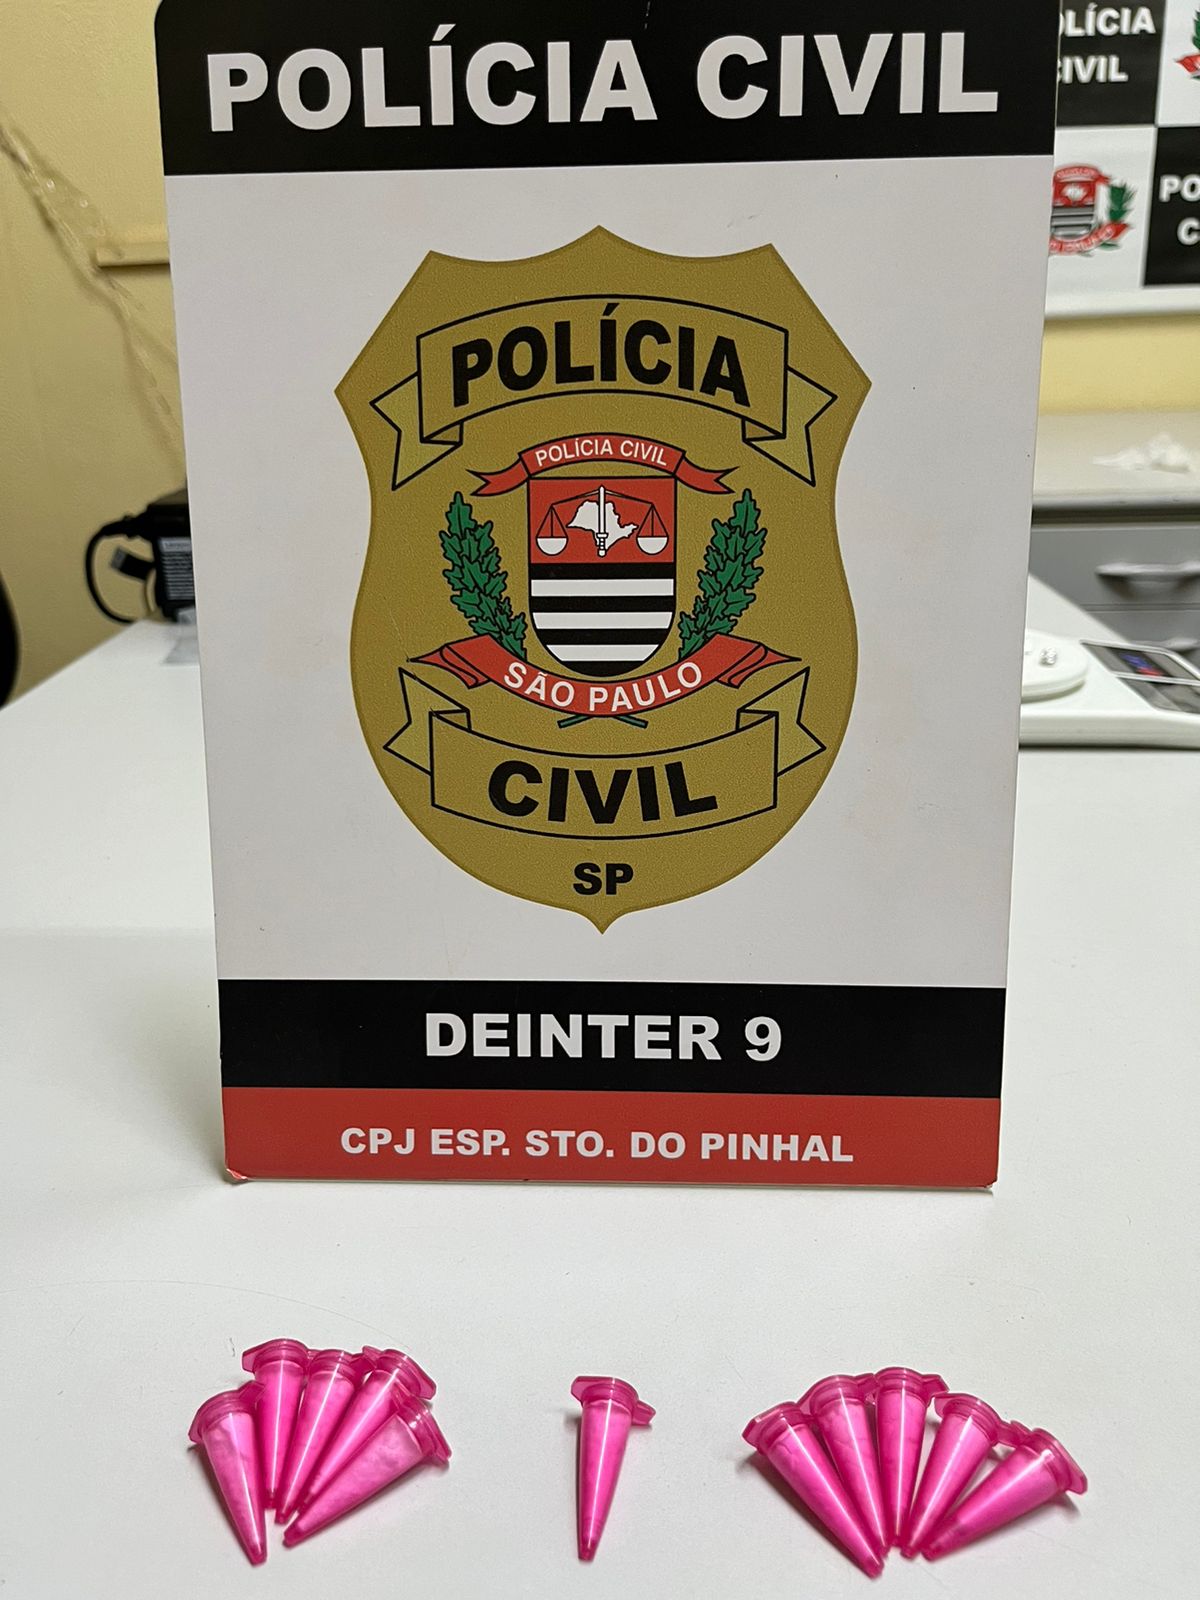 POLÍCIA CIVIL
POLÍCIA
POLÍCIA CIVIL
SÃO PAULO
CIVIL
SP
DEINTER 9
CPJ ESP. STO. DO PINHAL